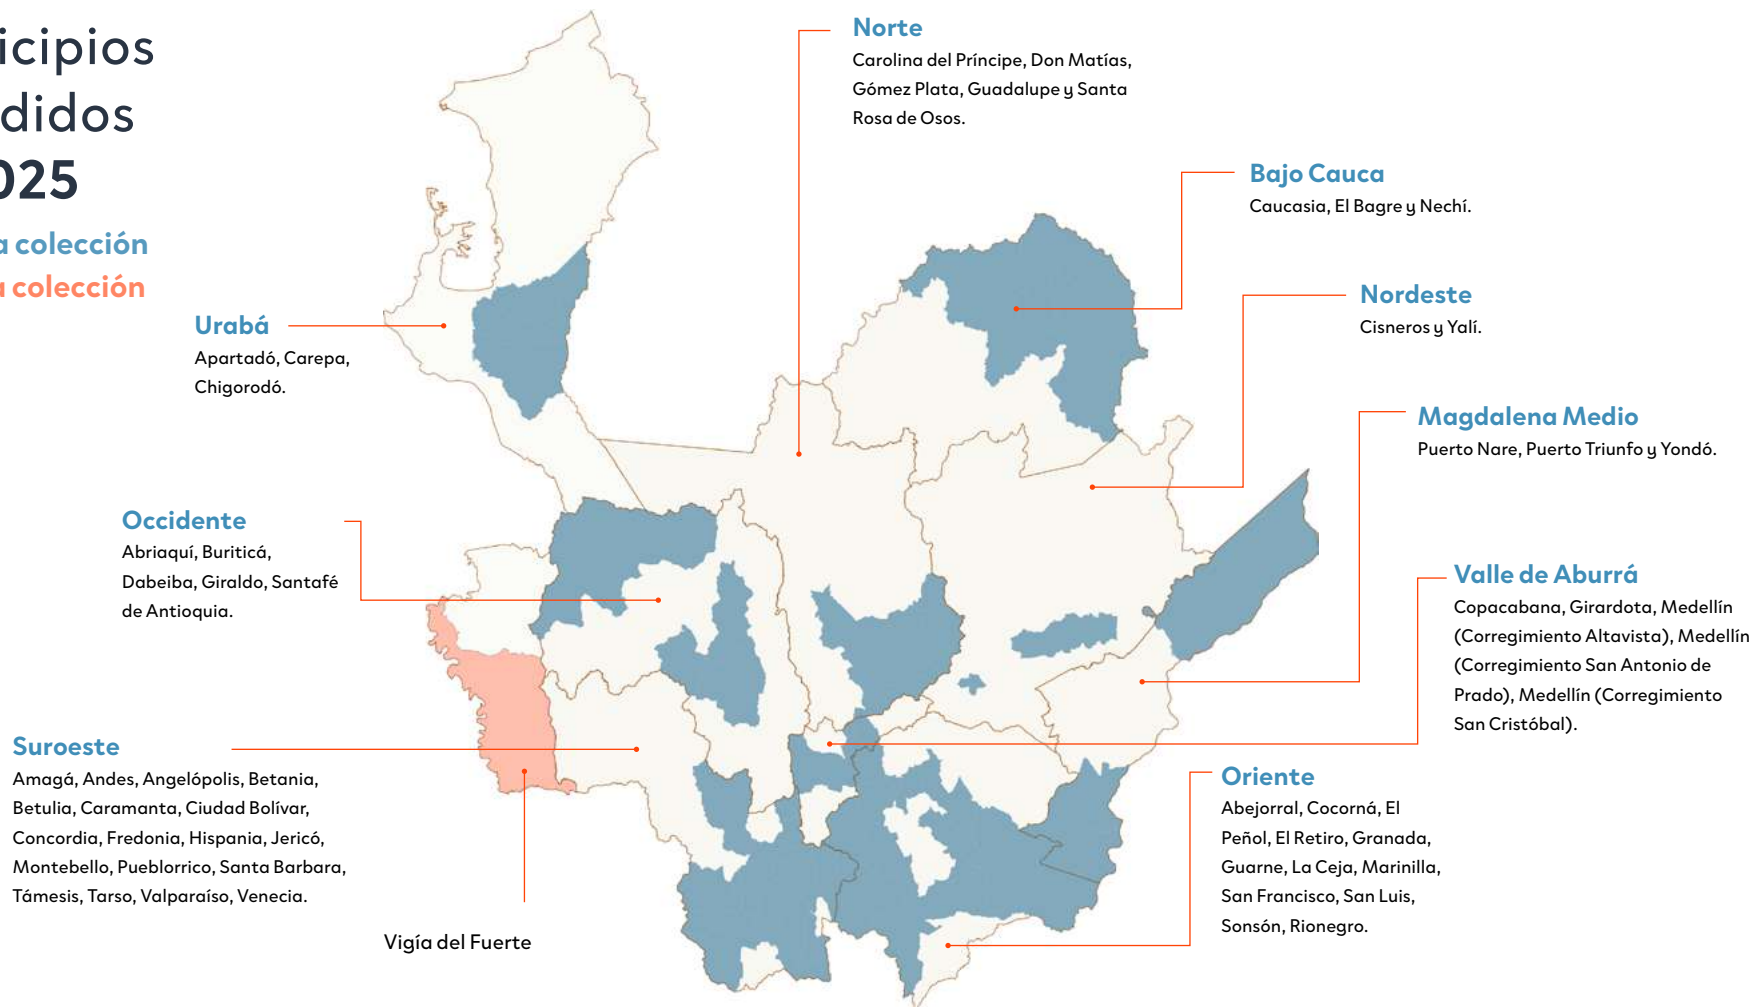 icipios
didos
025
a colección
a colección
Norte
Carolina del Príncipe, Don Matías,
Gómez Plata, Guadalupe y Santa
Rosa de Osos.
Bajo Cauca
Caucasia, El Bagre y Nechí.
Nordeste
Cisneros y Yalí.
Urabá
Apartadó, Carepa,
Chigorodó.
Magdalena Medio
Puerto Nare, Puerto Triunfo y Yondó.
Occidente
Abriaquí, Buriticá,
Dabeiba, Giraldo, Santafé
de Antioquia.
Valle de Aburrá
Copacabana, Girardota, Medellín
(Corregimiento Altavista), Medellín
(Corregimiento San Antonio de
Prado), Medellín (Corregimiento
San Cristóbal).
Suroeste
Amagá, Andes, Angelópolis, Betania,
Betulia, Caramanta, Ciudad Bolívar,
Concordia, Fredonia, Hispania, Jericó,
Montebello, Pueblorrico, Santa Barbara,
Támesis, Tarso, Valparaíso, Venecia.
Oriente
Abejorral, Cocorná, El
Peñol, El Retiro, Granada,
Guarne, La Ceja, Marinilla,
San Francisco, San Luis,
Sonsón, Rionegro.
Vigía del Fuerte